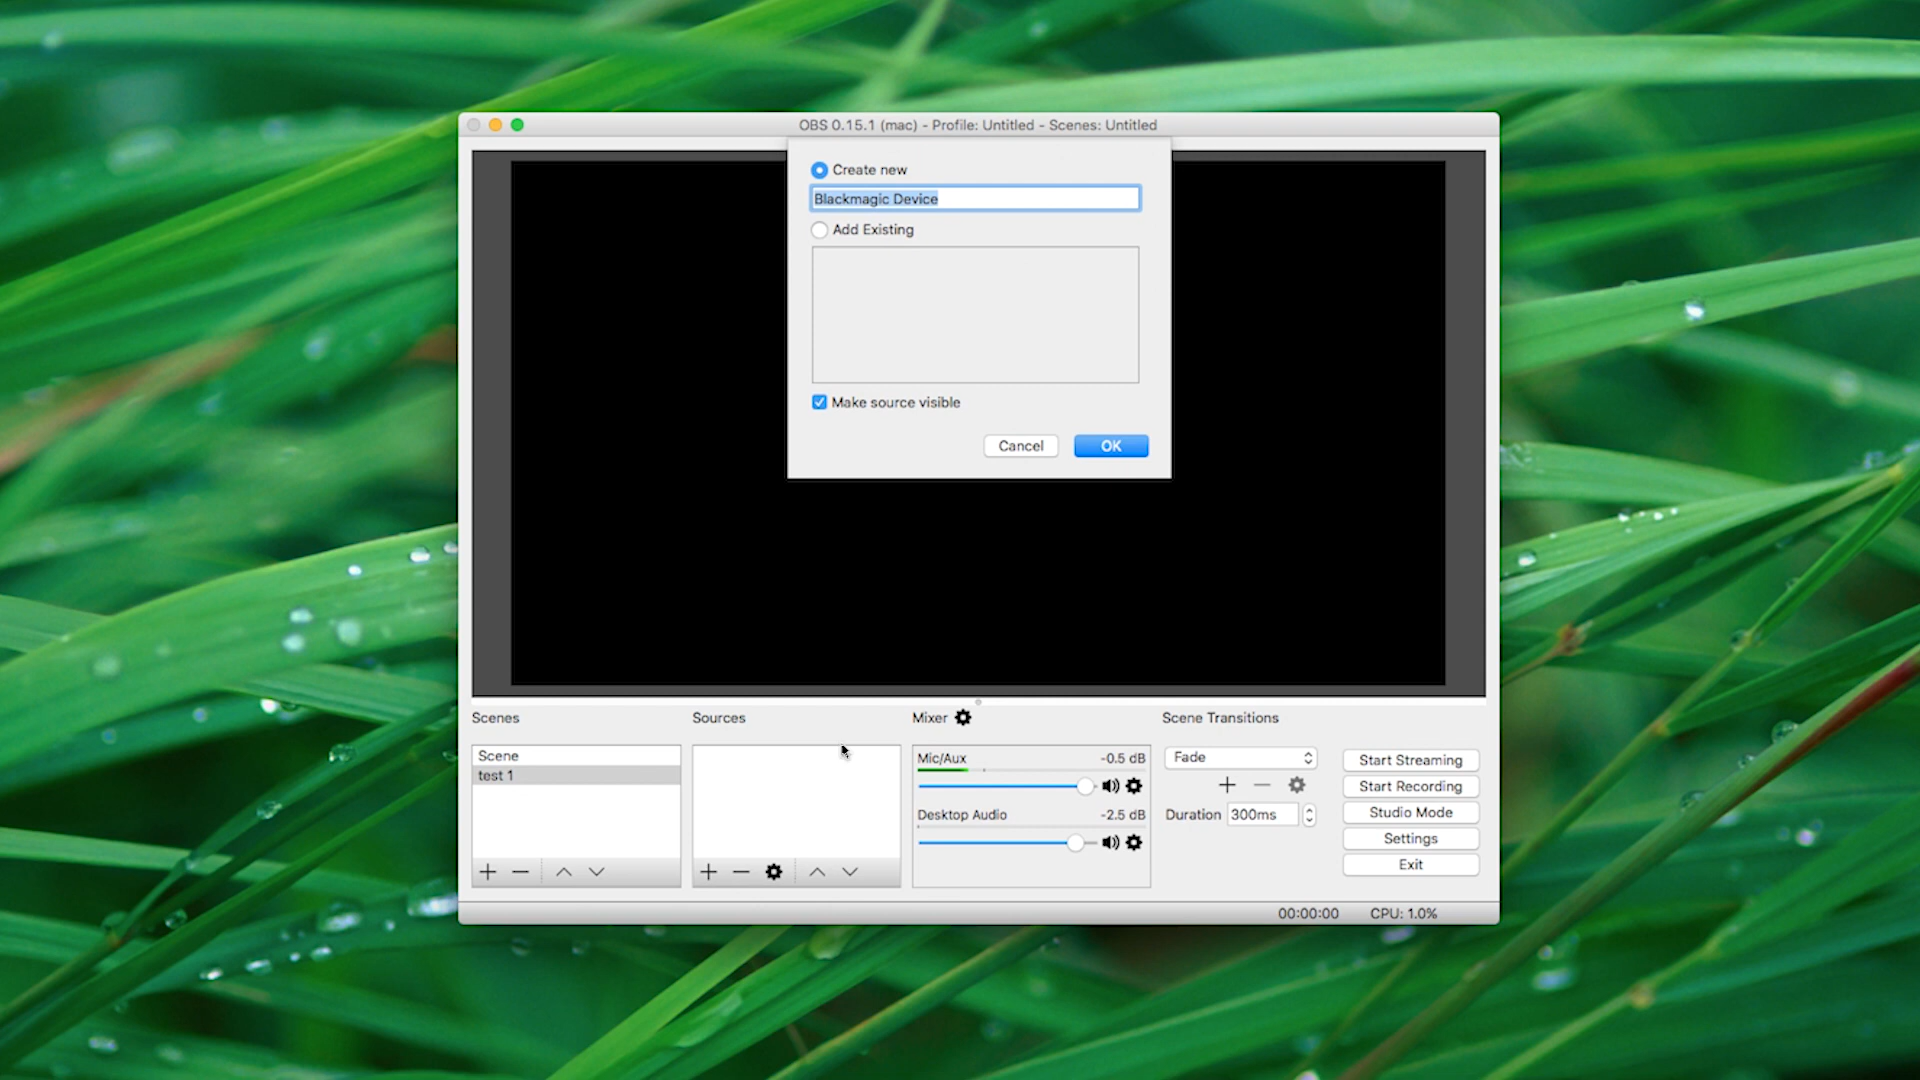 OBS 0.15.1 (mac) - Profile: Untitled - Scenes: Untitled
Create new
Blackmagic Device
Add Existing
Make source visible
Cancel
OK
Scenes
Scene
test 1
Sources
Mixer
Mic/Aux
-0.5 dB
Desktop Audio
-2.5 dB
Scene Transitions
Fade
Duration
300ms
Start Streaming
Start Recording
Studio Mode
Settings
Exit
00:00:00
CPU: 1.0%